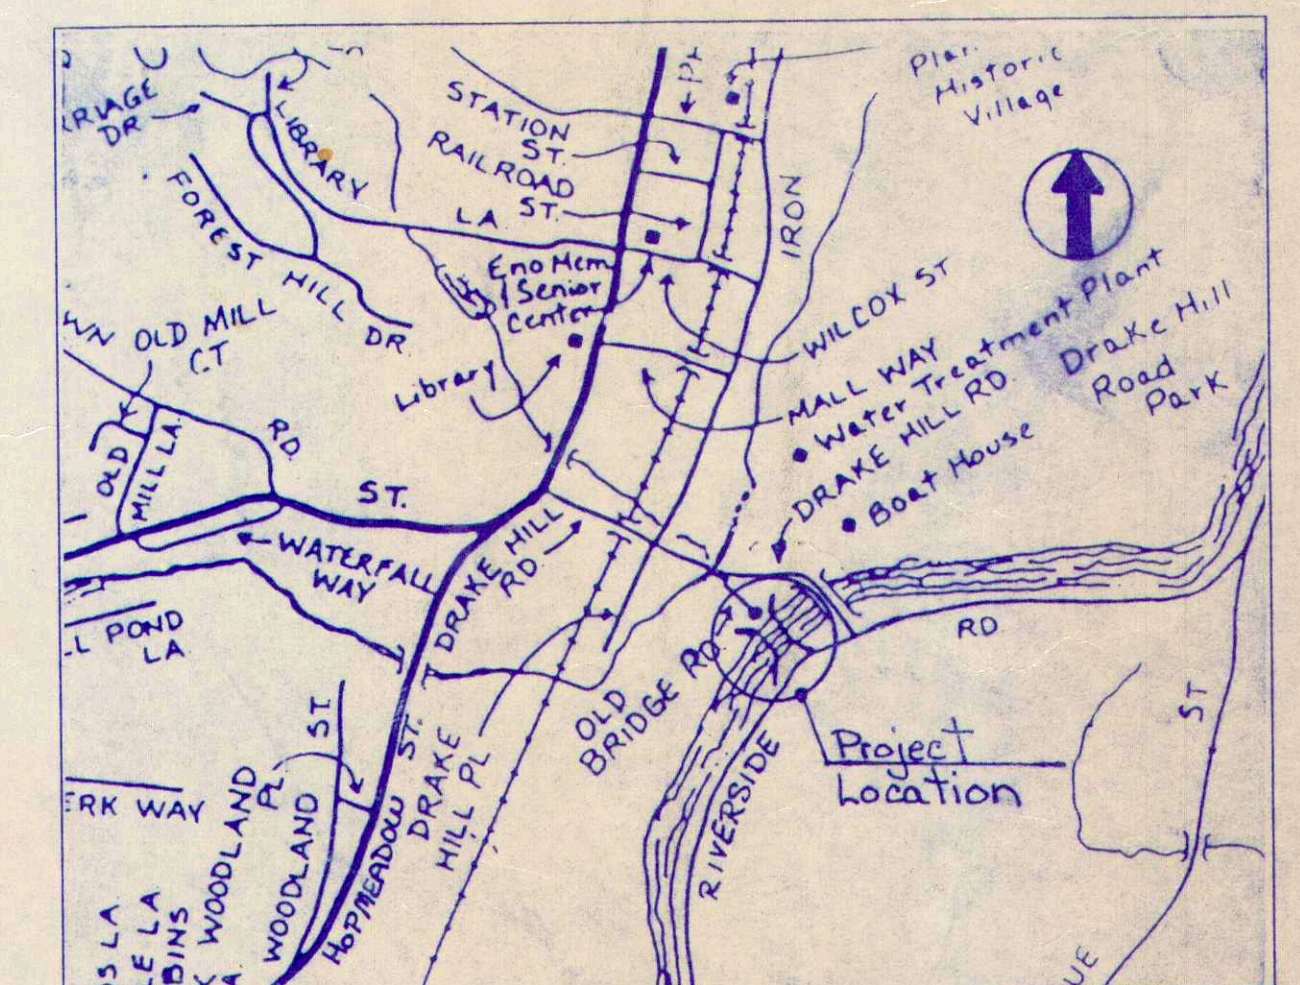 Historic
Village
DR
LIBRARY
LA
STATION
ST.
RAILROAD
ST.
IRON
FOREST HILL DR
Eno Mem
Senior
Center
OLD MILL
CT
Library
WILCOX ST
MALL WAY
Water Treatment Plant
DRAKE HILL RD.
Boat House
Drake Hill
Road
Park
RD.
OLD
MILL LA.
ST.
WATERFALL
WAY
DRAKE HILL
RD.
POND
LA
RD
OLD
BRIDGE RD.
ST
ST.
DRAKE
HILL PL
Project
Location
RIVERSIDE
ST
WOODLAND
PL.
WAY
WOODLAND
HOPMEADOW
LA
LA
WOODLAND